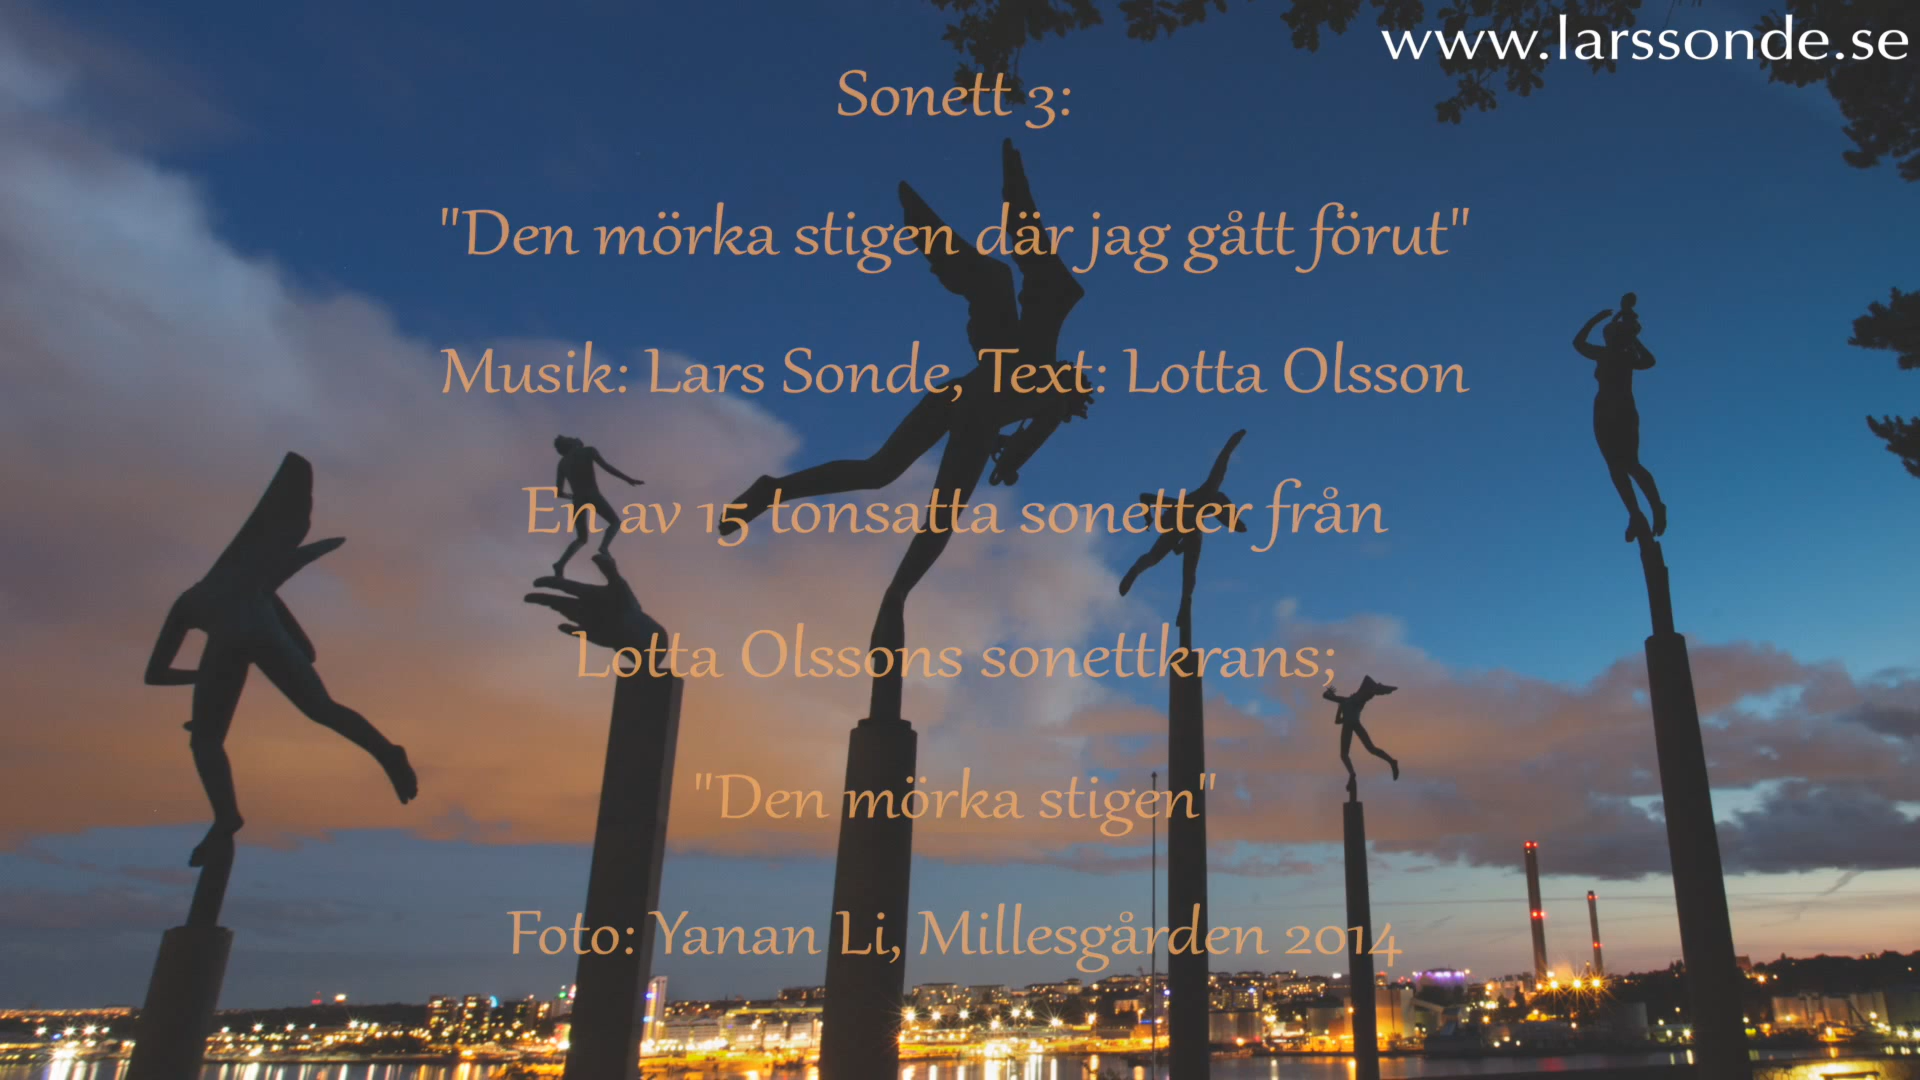 www.larssonde.se
Sonett 3:
"Den mörka stigen där jag gått förut"
Musik: Lars Sonde, Text: Lotta Olsson
En av 15 tonsatta sonetter från
Lotta Olssons sonettkrans;
"Den mörka stigen"
Foto: Yanan Li, Millesgården 2014